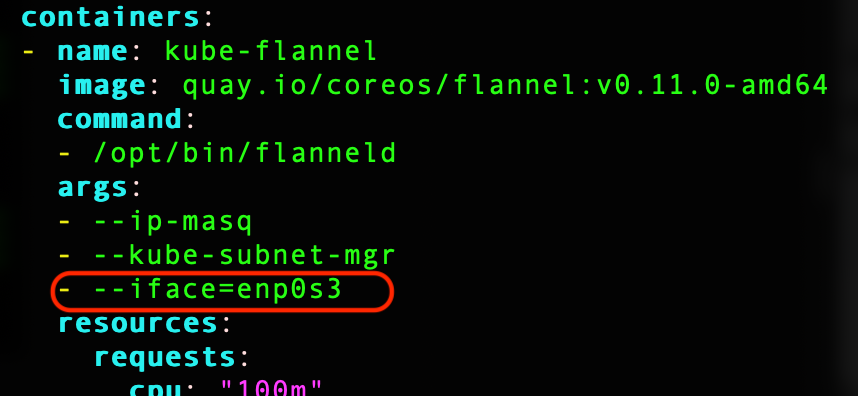 containers:
- name: kube-flannel
image: quay.io/coreos/flannel:v0.11.0-amd64
command:
- /opt/bin/flanneld
args:
- --ip-masq
- --kube-subnet-mgr
- --iface=enp0s3
resources:
requests:
cpu: "100m"